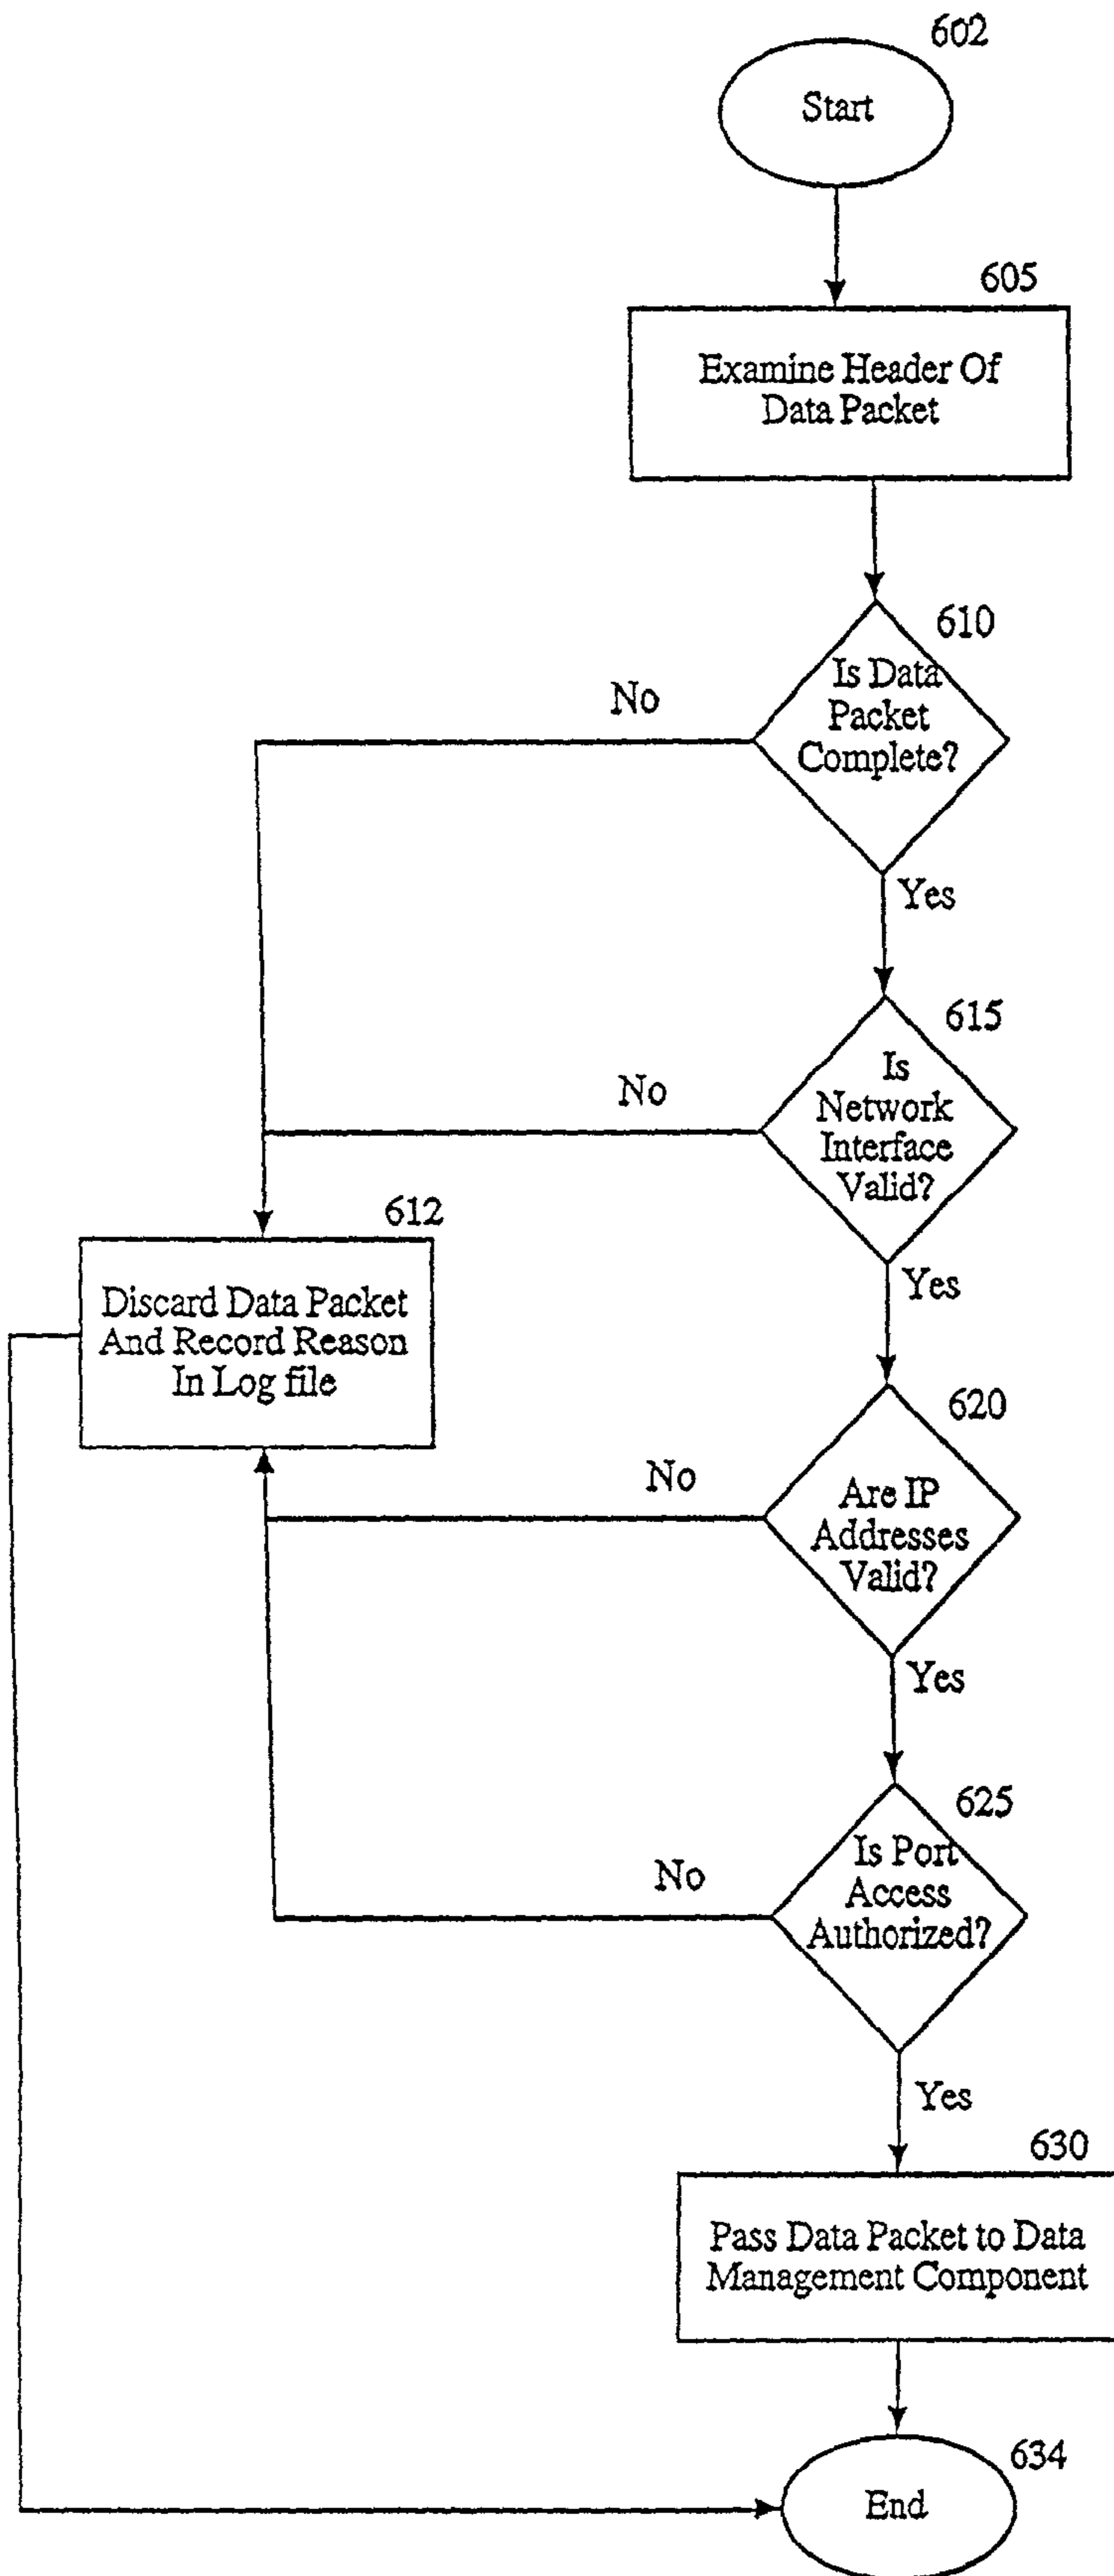 602
Start
605
Examine Header Of
Data Packet
610
Is Data
Packet
Complete?
No
Yes
615
Is
Network
Interface
Valid?
No
Yes
612
Discard Data Packet
And Record Reason
In Log file
620
Are IP
Addresses
Valid?
No
Yes
625
Is Port
Access
Authorized?
No
Yes
630
Pass Data Packet to Data
Management Component
634
End